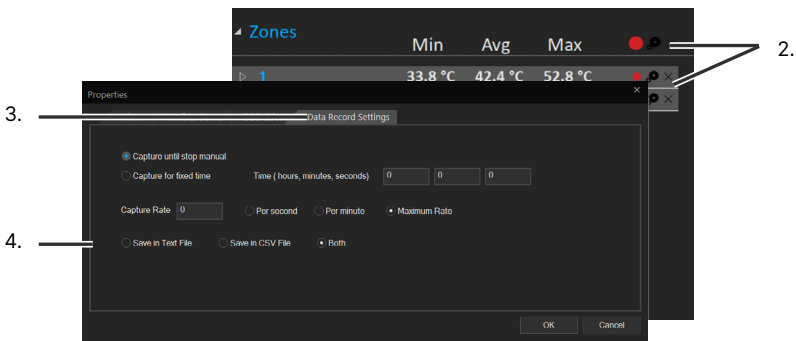 Zones
Min Avg Max
2.
1 33.8 °C 42.4 °C 52.8 °C
Properties
3.
Data Record Settings
Capture until stop manual
Capture for fixed time Time ( hours, minutes, seconds) 0 0 0
Capture Rate 0 Per second Per minute Maximum Rate
4.
Save in Text File Save in CSV File Both
OK Cancel